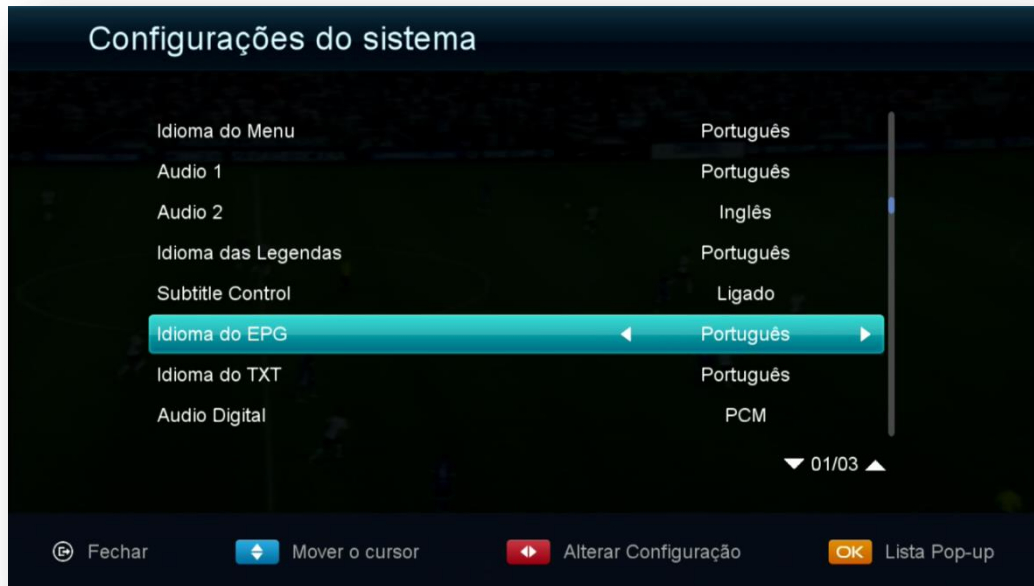 Configurações do sistema
Idioma do Menu Português
Audio 1 Português
Audio 2 Inglês
Idioma das Legendas Português
Subtitle Control Ligado
Idioma do EPG Português
Idioma do TXT Português
Audio Digital PCM
01/03
Fechar Mover o cursor Alterar Configuração OK Lista Pop-up